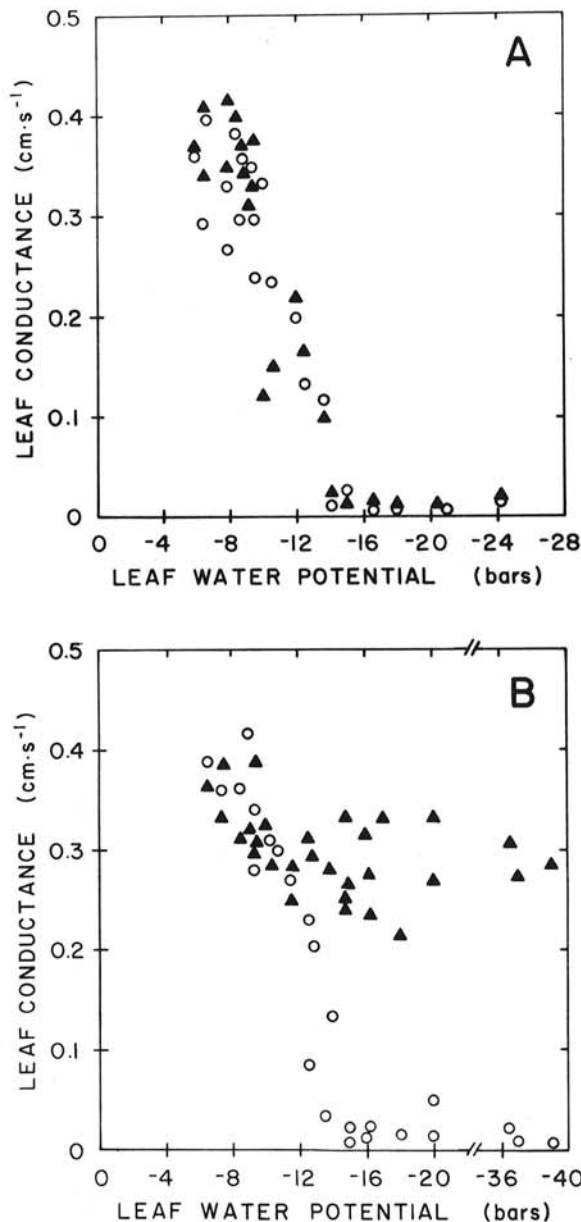 0.5
A
0.4
0.3
0.2
0.1
0
LEAF CONDUCTANCE (cm·s⁻¹)
0 -4 -8 -12 -16 -20 -24 -28
LEAF WATER POTENTIAL (bars)
0.5
B
0.4
0.3
0.2
0.1
0
LEAF CONDUCTANCE (cm·s⁻¹)
0 -4 -8 -12 -16 -20 -36 -40
LEAF WATER POTENTIAL (bars)